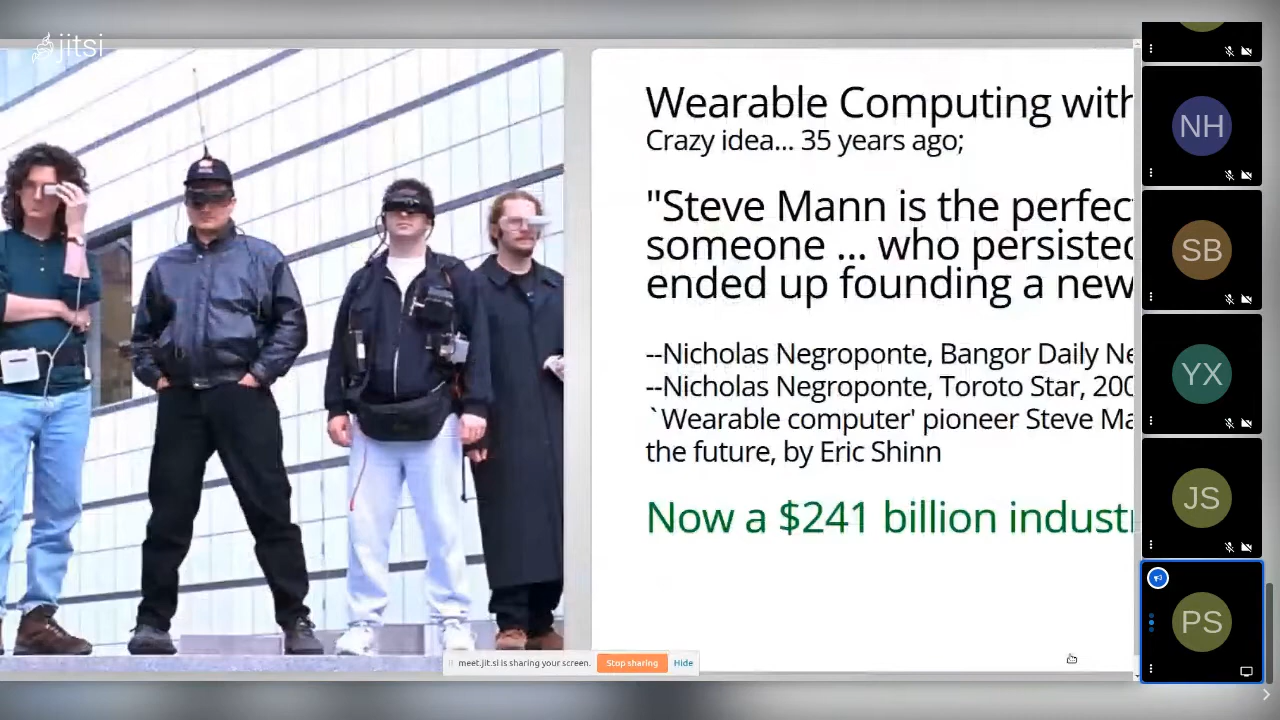 jitsi
Wearable Computing with
Crazy idea... 35 years ago;
"Steve Mann is the perfec
someone ... who persisted
ended up founding a new
--Nicholas Negroponte, Bangor Daily Ne
--Nicholas Negroponte, Toroto Star, 200
`Wearable computer' pioneer Steve Ma
the future, by Eric Shinn
Now a $241 billion industr
meet.jit.si is sharing your screen. Stop sharing Hide
NH
SB
YX
JS
PS